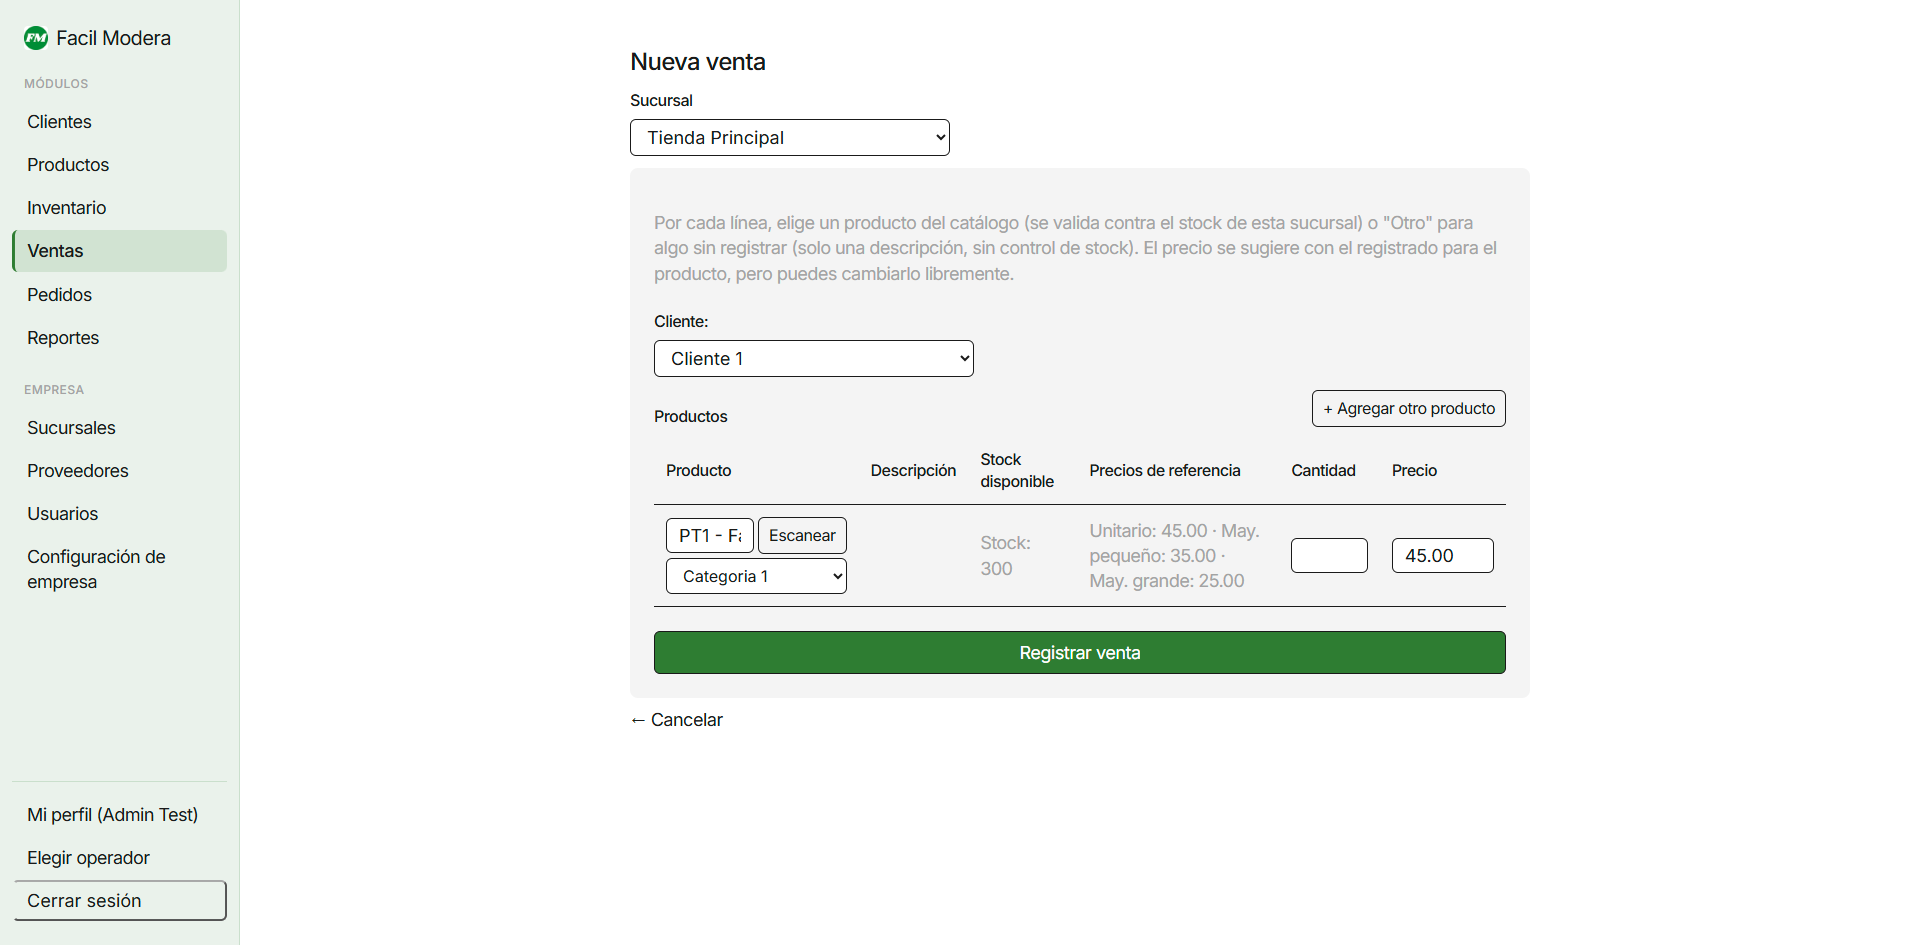 FM Facil Modera
MÓDULOS
Clientes
Productos
Inventario
Ventas
Pedidos
Reportes
EMPRESA
Sucursales
Proveedores
Usuarios
Configuración de
empresa
Mi perfil (Admin Test)
Elegir operador
Cerrar sesión
Nueva venta
Sucursal
Tienda Principal
Por cada línea, elige un producto del catálogo (se valida contra el stock de esta sucursal) o "Otro" para
algo sin registrar (solo una descripción, sin control de stock). El precio se sugiere con el registrado para el
producto, pero puedes cambiarlo libremente.
Cliente:
Cliente 1
Productos
+ Agregar otro producto
Producto
Descripción
Stock
disponible
Precios de referencia
Cantidad
Precio
PT1 - Fa
Escanear
Categoria 1
Stock:
300
Unitario: 45.00 · May.
pequeño: 35.00 ·
May. grande: 25.00
45.00
Registrar venta
← Cancelar